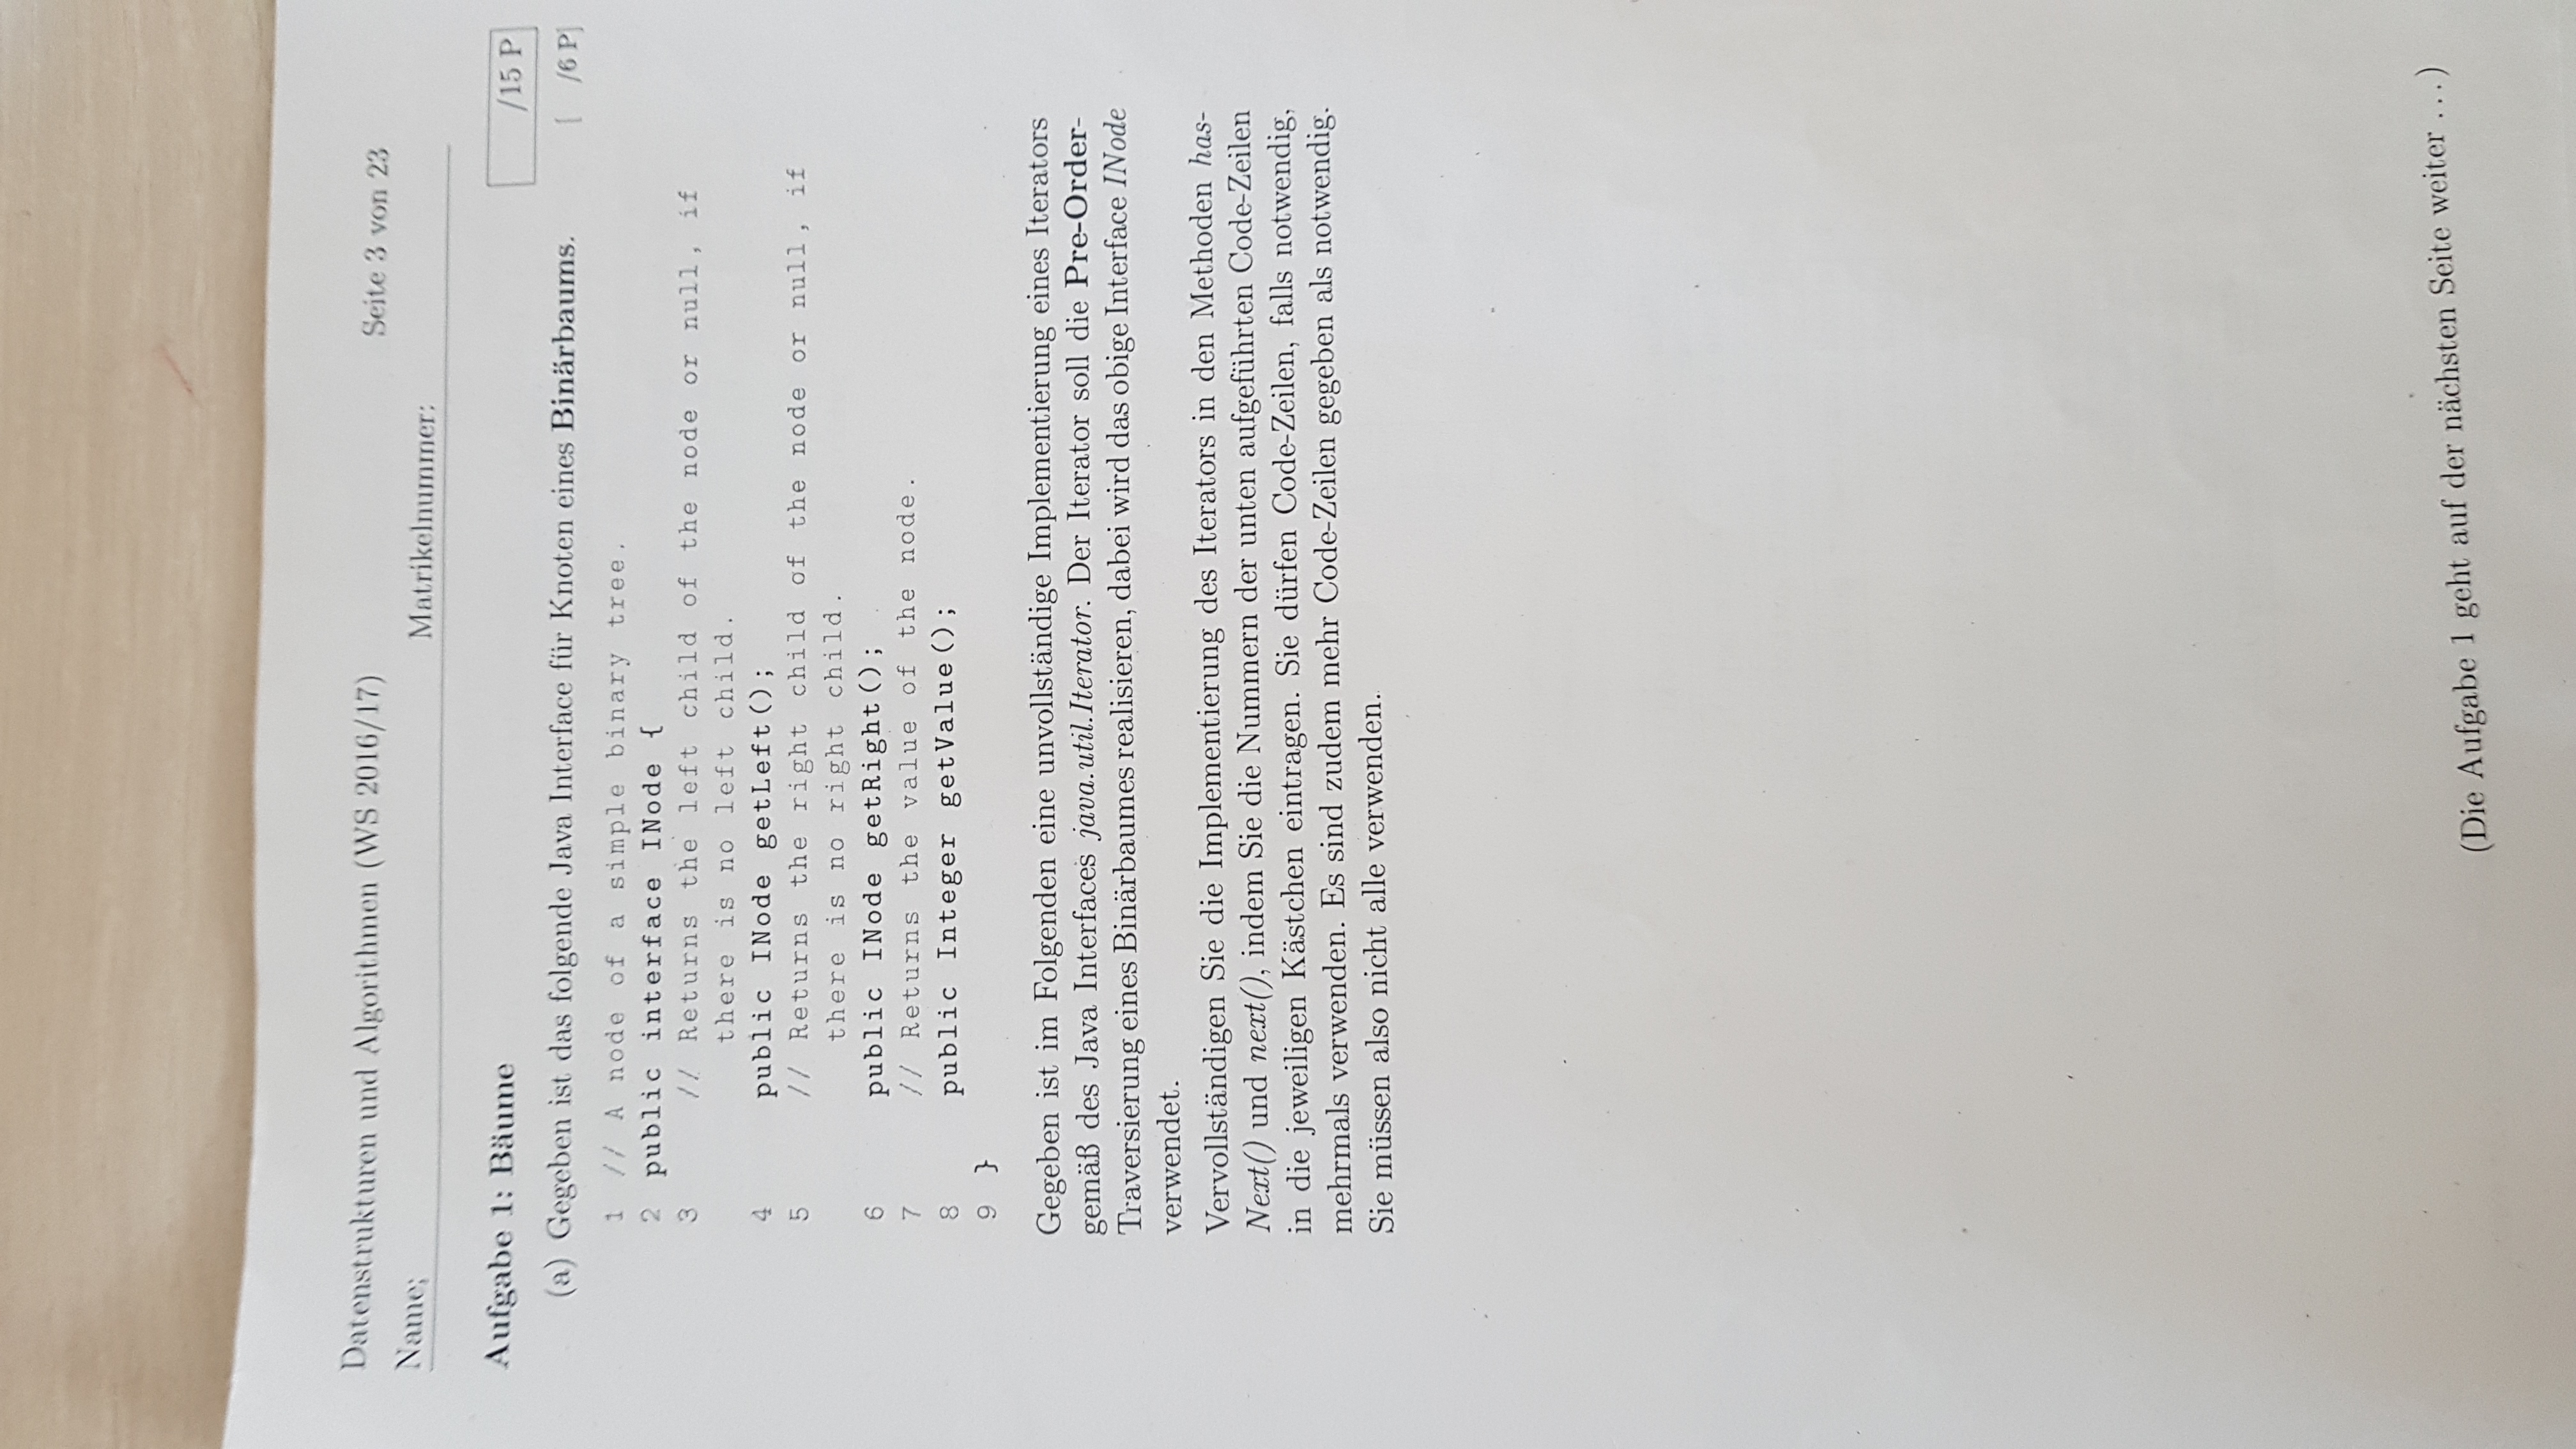 Datenstrukturen und Algorithmen (WS 2016/17) Seite 3 von 23
Name: Matrikelnummer:
Aufgabe 1: Bäume /15 P
(a) Gegeben ist das folgende Java Interface für Knoten eines Binärbaums. [ /6 P]
1 // A node of a simple binary tree.
2 public interface INode {
3 // Returns the left child of the node or null, if
there is no left child.
4 public INode getLeft();
5 // Returns the right child of the node or null, if
there is no right child.
6 public INode getRight();
7 // Returns the value of the node.
8 public Integer getValue();
9 }
Gegeben ist im Folgenden eine unvollständige Implementierung eines Iterators
gemäß des Java Interfaces java.util.Iterator. Der Iterator soll die Pre-Order-
Traversierung eines Binärbaumes realisieren, dabei wird das obige Interface INode
verwendet.
Vervollständigen Sie die Implementierung des Iterators in den Methoden has-
Next() und next(), indem Sie die Nummern der unten aufgeführten Code-Zeilen
in die jeweiligen Kästchen eintragen. Sie dürfen Code-Zeilen, falls notwendig,
mehrmals verwenden. Es sind zudem mehr Code-Zeilen gegeben als notwendig.
Sie müssen also nicht alle verwenden.
(Die Aufgabe 1 geht auf der nächsten Seite weiter ...)